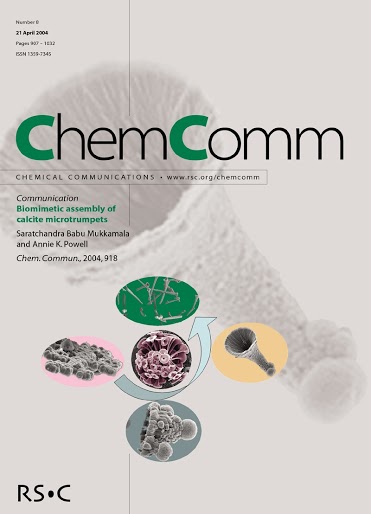 Number 8
21 April 2004
Pages 907 – 1032
ISSN 1359-7345
ChemComm
CHEMICAL COMMUNICATIONS • www.rsc.org/chemcomm
Communication
Biomimetic assembly of
calcite microtrumpets
Saratchandra Babu Mukkamala
and Annie K. Powell
Chem. Commun., 2004, 918
RS•C